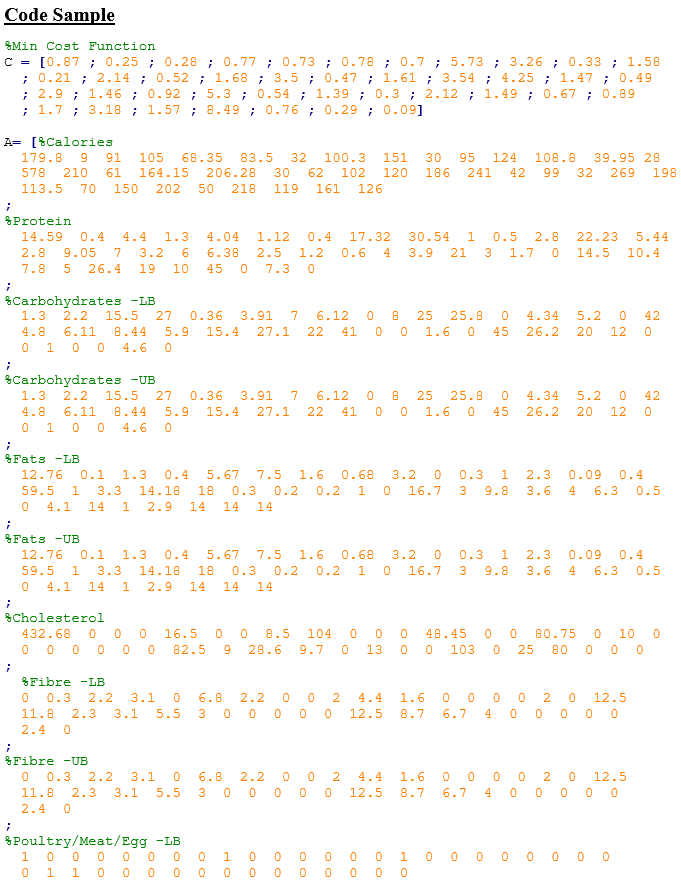 Code Sample
%Min Cost Function
C = [0.87 ; 0.25 ; 0.28 ; 0.77 ; 0.73 ; 0.78 ; 0.7 ; 5.73 ; 3.26 ; 0.33 ; 1.58
; 0.21 ; 2.14 ; 0.52 ; 1.68 ; 3.5 ; 0.47 ; 1.61 ; 3.54 ; 4.25 ; 1.47 ; 0.49
; 2.9 ; 1.46 ; 0.92 ; 5.3 ; 0.54 ; 1.39 ; 0.3 ; 2.12 ; 1.49 ; 0.67 ; 0.89
; 1.7 ; 3.18 ; 1.57 ; 8.49 ; 0.76 ; 0.29 ; 0.09]
A= [%Calories
179.8 9 91 105 68.35 83.5 32 100.3 151 30 95 124 108.8 39.95 28
578 210 61 164.15 206.28 30 62 102 120 186 241 42 99 32 269 198
113.5 70 150 202 50 218 119 161 126
;
%Protein
14.59 0.4 4.4 1.3 4.04 1.12 0.4 17.32 30.54 1 0.5 2.8 22.23 5.44
2.8 9.05 7 3.2 6 6.38 2.5 1.2 0.6 4 3.9 21 3 1.7 0 14.5 10.4
7.8 5 26.4 19 10 45 0 7.3 0
;
%Carbohydrates -LB
1.3 2.2 15.5 27 0.36 3.91 7 6.12 0 8 25 25.8 0 4.34 5.2 0 42
4.8 6.11 8.44 5.9 15.4 27.1 22 41 0 0 1.6 0 45 26.2 20 12 0
0 1 0 0 4.6 0
;
%Carbohydrates -UB
1.3 2.2 15.5 27 0.36 3.91 7 6.12 0 8 25 25.8 0 4.34 5.2 0 42
4.8 6.11 8.44 5.9 15.4 27.1 22 41 0 0 1.6 0 45 26.2 20 12 0
0 1 0 0 4.6 0
;
%Fats -LB
12.76 0.1 1.3 0.4 5.67 7.5 1.6 0.68 3.2 0 0.3 1 2.3 0.09 0.4
59.5 1 3.3 14.18 18 0.3 0.2 0.2 1 0 16.7 3 9.8 3.6 4 6.3 0.5
0 4.1 14 1 2.9 14 14 14
;
%Fats -UB
12.76 0.1 1.3 0.4 5.67 7.5 1.6 0.68 3.2 0 0.3 1 2.3 0.09 0.4
59.5 1 3.3 14.18 18 0.3 0.2 0.2 1 0 16.7 3 9.8 3.6 4 6.3 0.5
0 4.1 14 1 2.9 14 14 14
;
%Cholesterol
432.68 0 0 0 16.5 0 0 8.5 104 0 0 0 48.45 0 0 80.75 0 10 0
0 0 0 0 0 0 82.5 9 28.6 9.7 0 13 0 0 103 0 25 80 0 0 0
;
%Fibre -LB
0 0.3 2.2 3.1 0 6.8 2.2 0 0 2 4.4 1.6 0 0 0 0 2 0 12.5
11.8 2.3 3.1 5.5 3 0 0 0 0 0 12.5 8.7 6.7 4 0 0 0 0 0
2.4 0
;
%Fibre -UB
0 0.3 2.2 3.1 0 6.8 2.2 0 0 2 4.4 1.6 0 0 0 0 2 0 12.5
11.8 2.3 3.1 5.5 3 0 0 0 0 0 12.5 8.7 6.7 4 0 0 0 0 0
2.4 0
;
%Poultry/Meat/Egg -LB
1 0 0 0 0 0 0 0 1 0 0 0 0 0 0 1 0 0 0 0 0 0 0 0
0 1 1 0 0 0 0 0 0 0 0 0 0 0 0 0